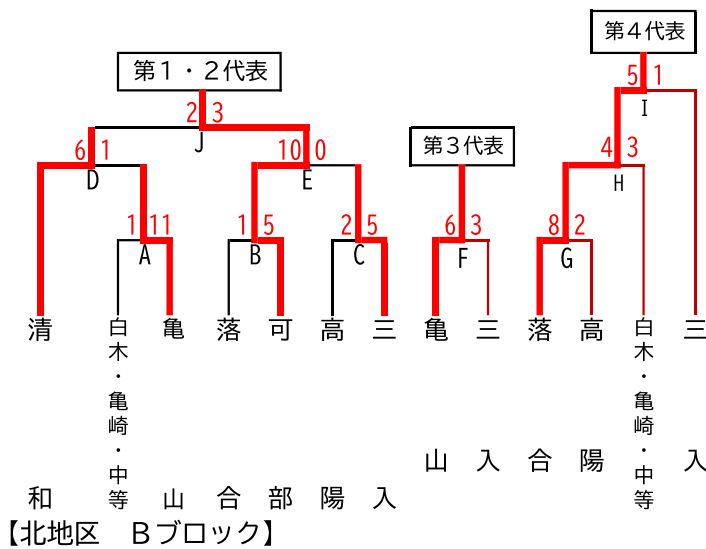 第４代表
第１・２代表
第３代表
5 1
2 3
I
J
6 1
10 0
4 3
D
E
H
1 11
1 5
2 5
6 3
8 2
A
B
C
F
G
清和
白木・亀崎・中等
亀山
落合
可部
高陽
三入
亀山
三入
落合
高陽
白木・亀崎・中等
三入
【北地区　Ｂブロック】